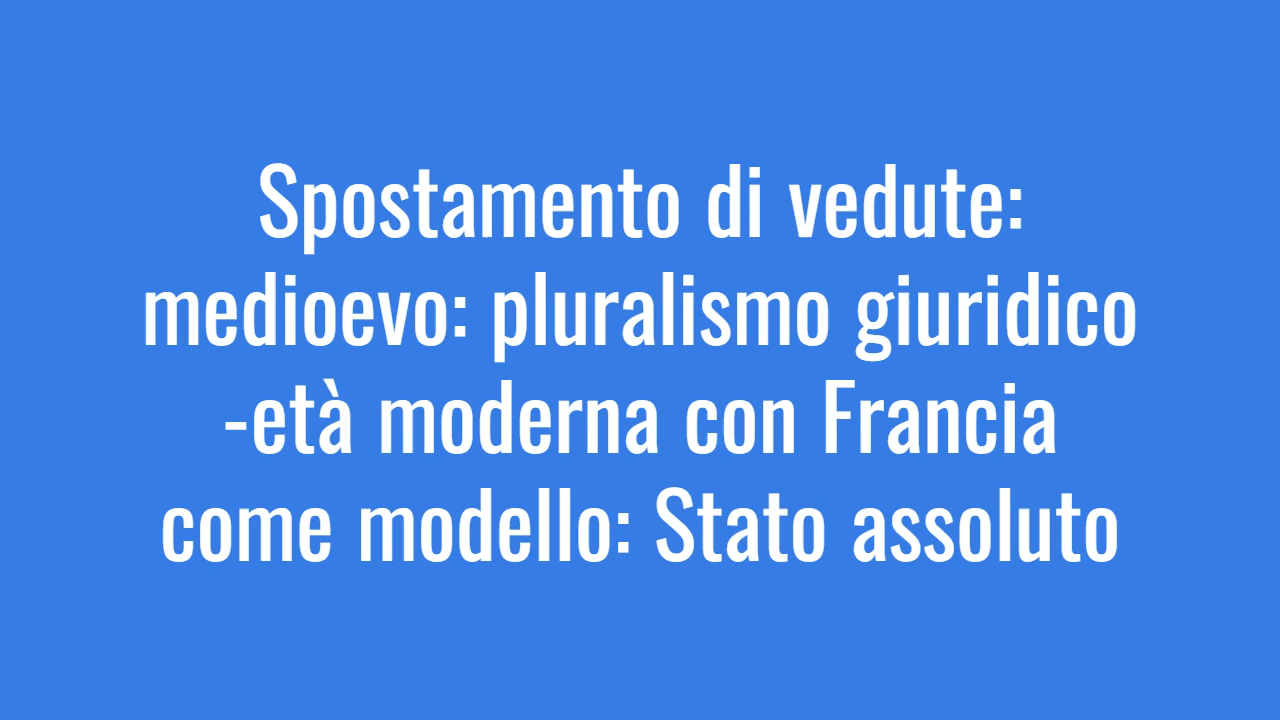 Spostamento di vedute:
medioevo: pluralismo giuridico
-età moderna con Francia
come modello: Stato assoluto